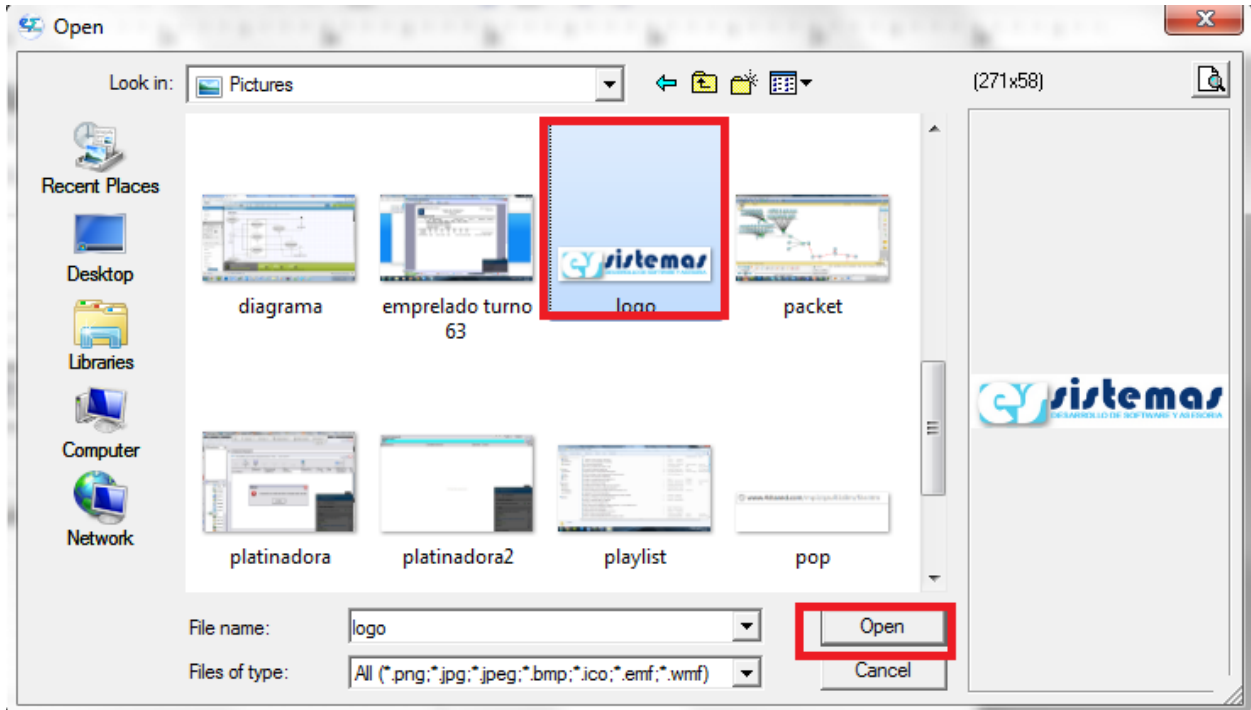 Open
Look in:
Pictures
(271x58)
Recent Places
Desktop
Libraries
Computer
Network
sistemas
diagrama
emprelado turno
63
logo
packet
es sistemas
DESARROLLO DE SOFTWARE Y ASESORIA
platinadora
platinadora2
playlist
pop
File name:
logo
Open
Files of type:
All (*.png;*.jpg;*.jpeg;*.bmp;*.ico;*.emf;*.wmf)
Cancel